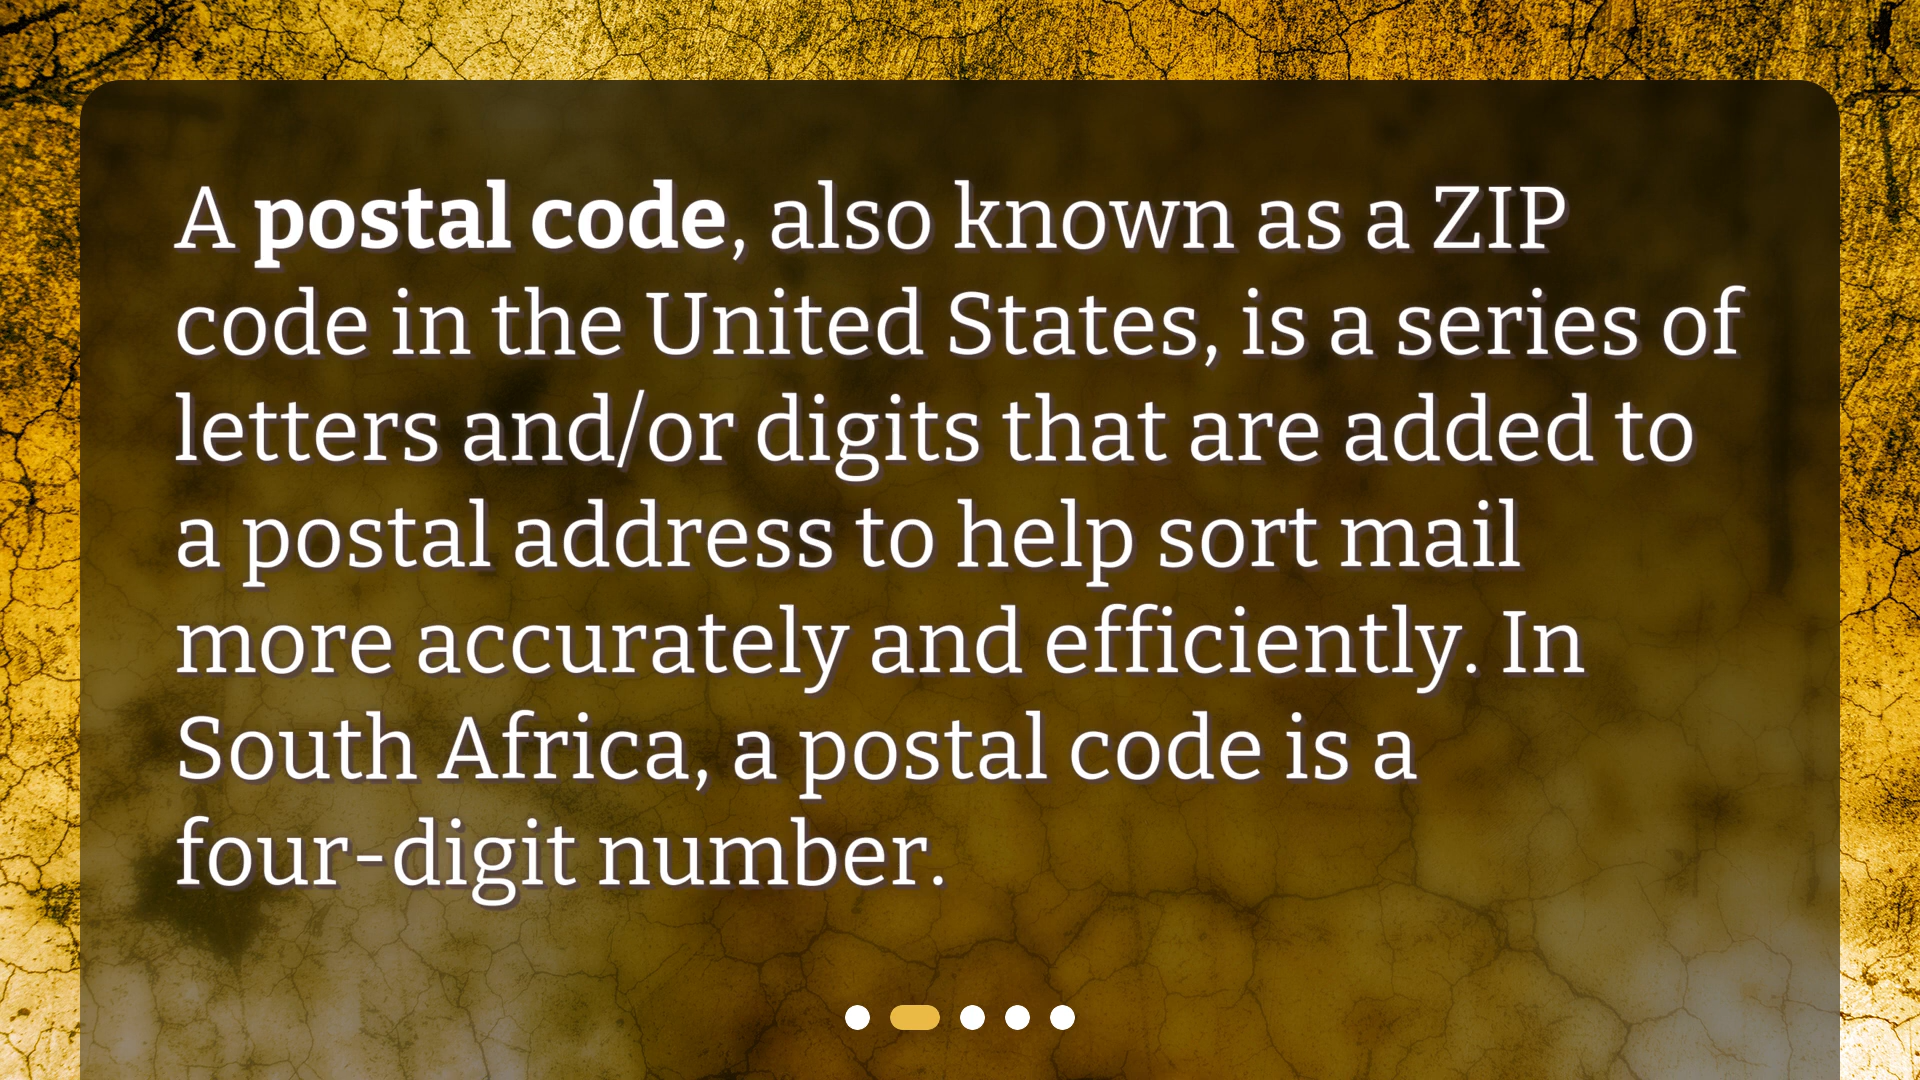 A postal code, also known as a ZIP
code in the United States, is a series of
letters and/or digits that are added to
a postal address to help sort mail
more accurately and efficiently. In
South Africa, a postal code is a
four-digit number.